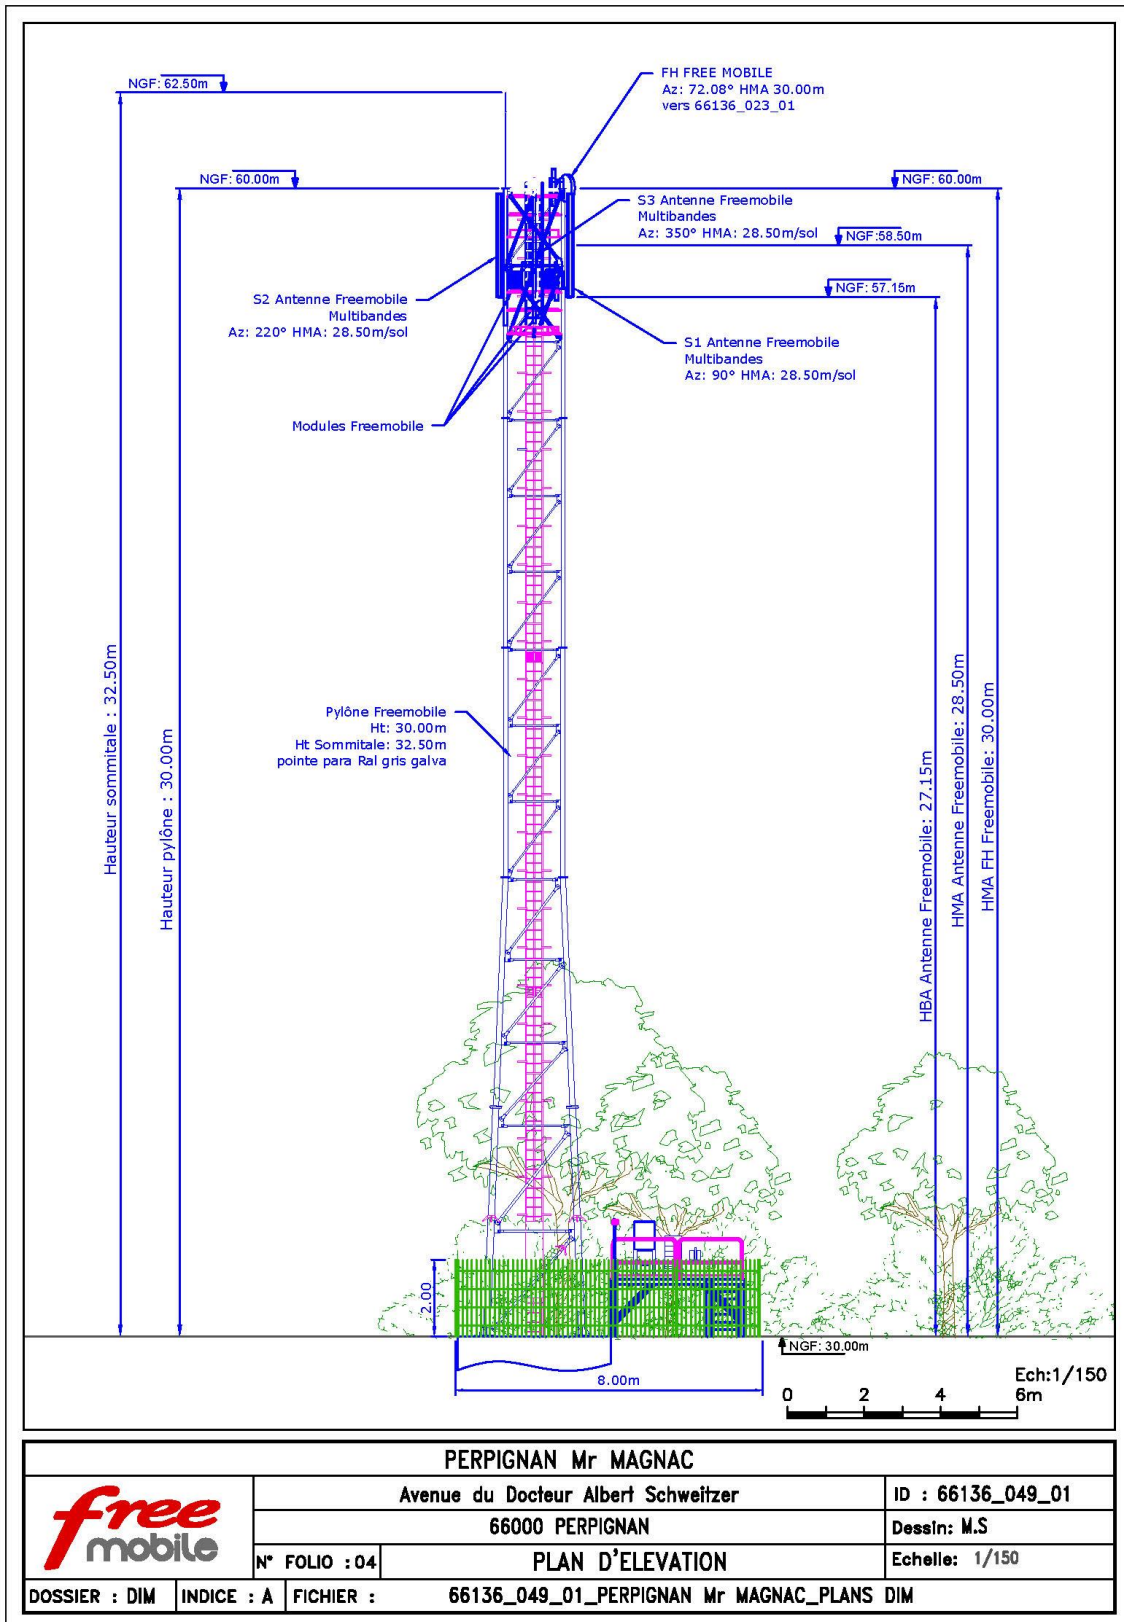 NGF: 62.50m
FH FREE MOBILE
Az: 72.08° HMA 30.00m
vers 66136_023_01
NGF: 60.00m
NGF: 60.00m
S3 Antenne Freemobile
Multibandes
Az: 350° HMA: 28.50m/sol
NGF:58.50m
NGF: 57.15m
S2 Antenne Freemobile
Multibandes
Az: 220° HMA: 28.50m/sol
S1 Antenne Freemobile
Multibandes
Az: 90° HMA: 28.50m/sol
Modules Freemobile
Hauteur sommitale : 32.50m
Hauteur pylône : 30.00m
Pylône Freemobile
Ht: 30.00m
Ht Sommitale: 32.50m
pointe para Ral gris galva
HBA Antenne Freemobile: 27.15m
HMA Antenne Freemobile: 28.50m
HMA FH Freemobile: 30.00m
2.00
NGF: 30.00m
8.00m
Ech:1/150
0 2 4 6m
PERPIGNAN Mr MAGNAC
free
mobile
Avenue du Docteur Albert Schweitzer
ID : 66136_049_01
66000 PERPIGNAN
Dessin: M.S
N° FOLIO : 04
PLAN D'ELEVATION
Echelle: 1/150
DOSSIER : DIM
INDICE : A
FICHIER :
66136_049_01_PERPIGNAN Mr MAGNAC_PLANS DIM